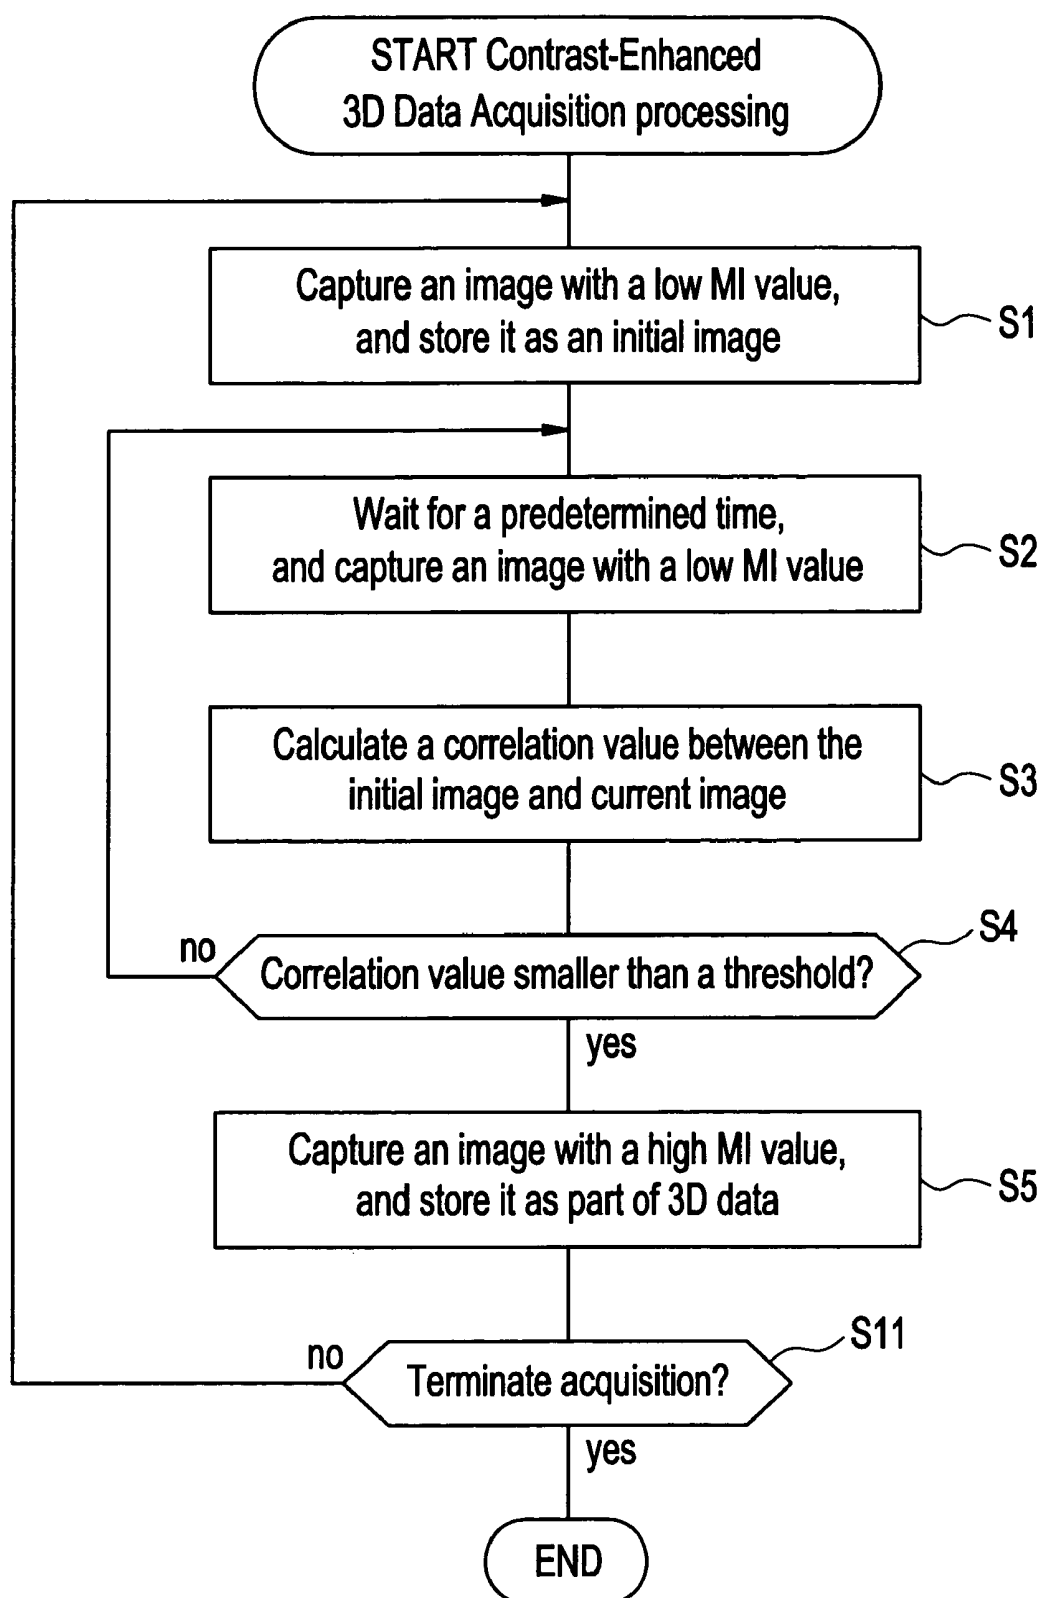 START Contrast-Enhanced
3D Data Acquisition processing
Capture an image with a low MI value,
and store it as an initial image
S1
Wait for a predetermined time,
and capture an image with a low MI value
S2
Calculate a correlation value between the
initial image and current image
S3
S4
no
Correlation value smaller than a threshold?
yes
Capture an image with a high MI value,
and store it as part of 3D data
S5
S11
no
Terminate acquisition?
yes
END